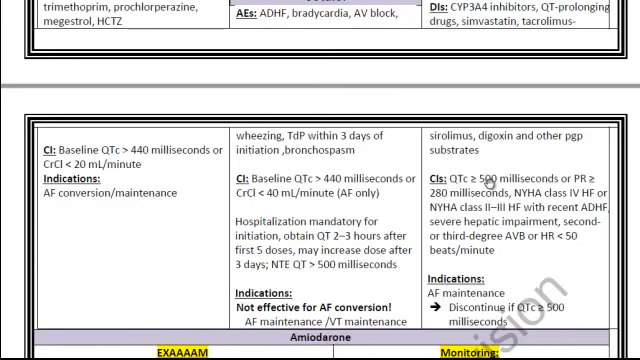 trimethoprim, prochlorperazine,
megestrol, HCTZ
AEs: ADHF, bradycardia, AV block,
DIs: CYP3A4 inhibitors, QT-prolonging
drugs, simvastatin, tacrolimus-
CI: Baseline QTc > 440 milliseconds or
CrCl < 20 mL/minute
Indications:
AF conversion/maintenance
wheezing, TdP within 3 days of
initiation ,bronchospasm
CI: Baseline QTc > 440 milliseconds or
CrCl < 40 mL/minute (AF only)
Hospitalization mandatory for
initiation, obtain QT 2–3 hours after
first 5 doses, may increase dose after
3 days; NTE QT > 500 milliseconds
Indications:
Not effective for AF conversion!
AF maintenance /VT maintenance
sirolimus, digoxin and other pgp
substrates
CIs: QTc ≥ 500 milliseconds or PR ≥
280 milliseconds, NYHA class IV HF or
NYHA class II–III HF with recent ADHF,
severe hepatic impairment, second-
or third-degree AVB or HR < 50
beats/minute
Indications:
AF maintenance
➔ Discontinue if QTc ≥ 500
milliseconds
Amiodarone
EXAAAAM
Monitoring: